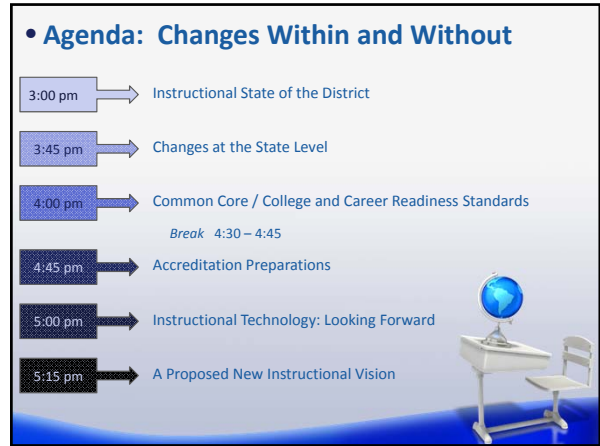 • Agenda: Changes Within and Without
3:00 pm Instructional State of the District
3:45 pm Changes at the State Level
4:00 pm Common Core / College and Career Readiness Standards
Break 4:30 – 4:45
4:45 pm Accreditation Preparations
5:00 pm Instructional Technology: Looking Forward
5:15 pm A Proposed New Instructional Vision